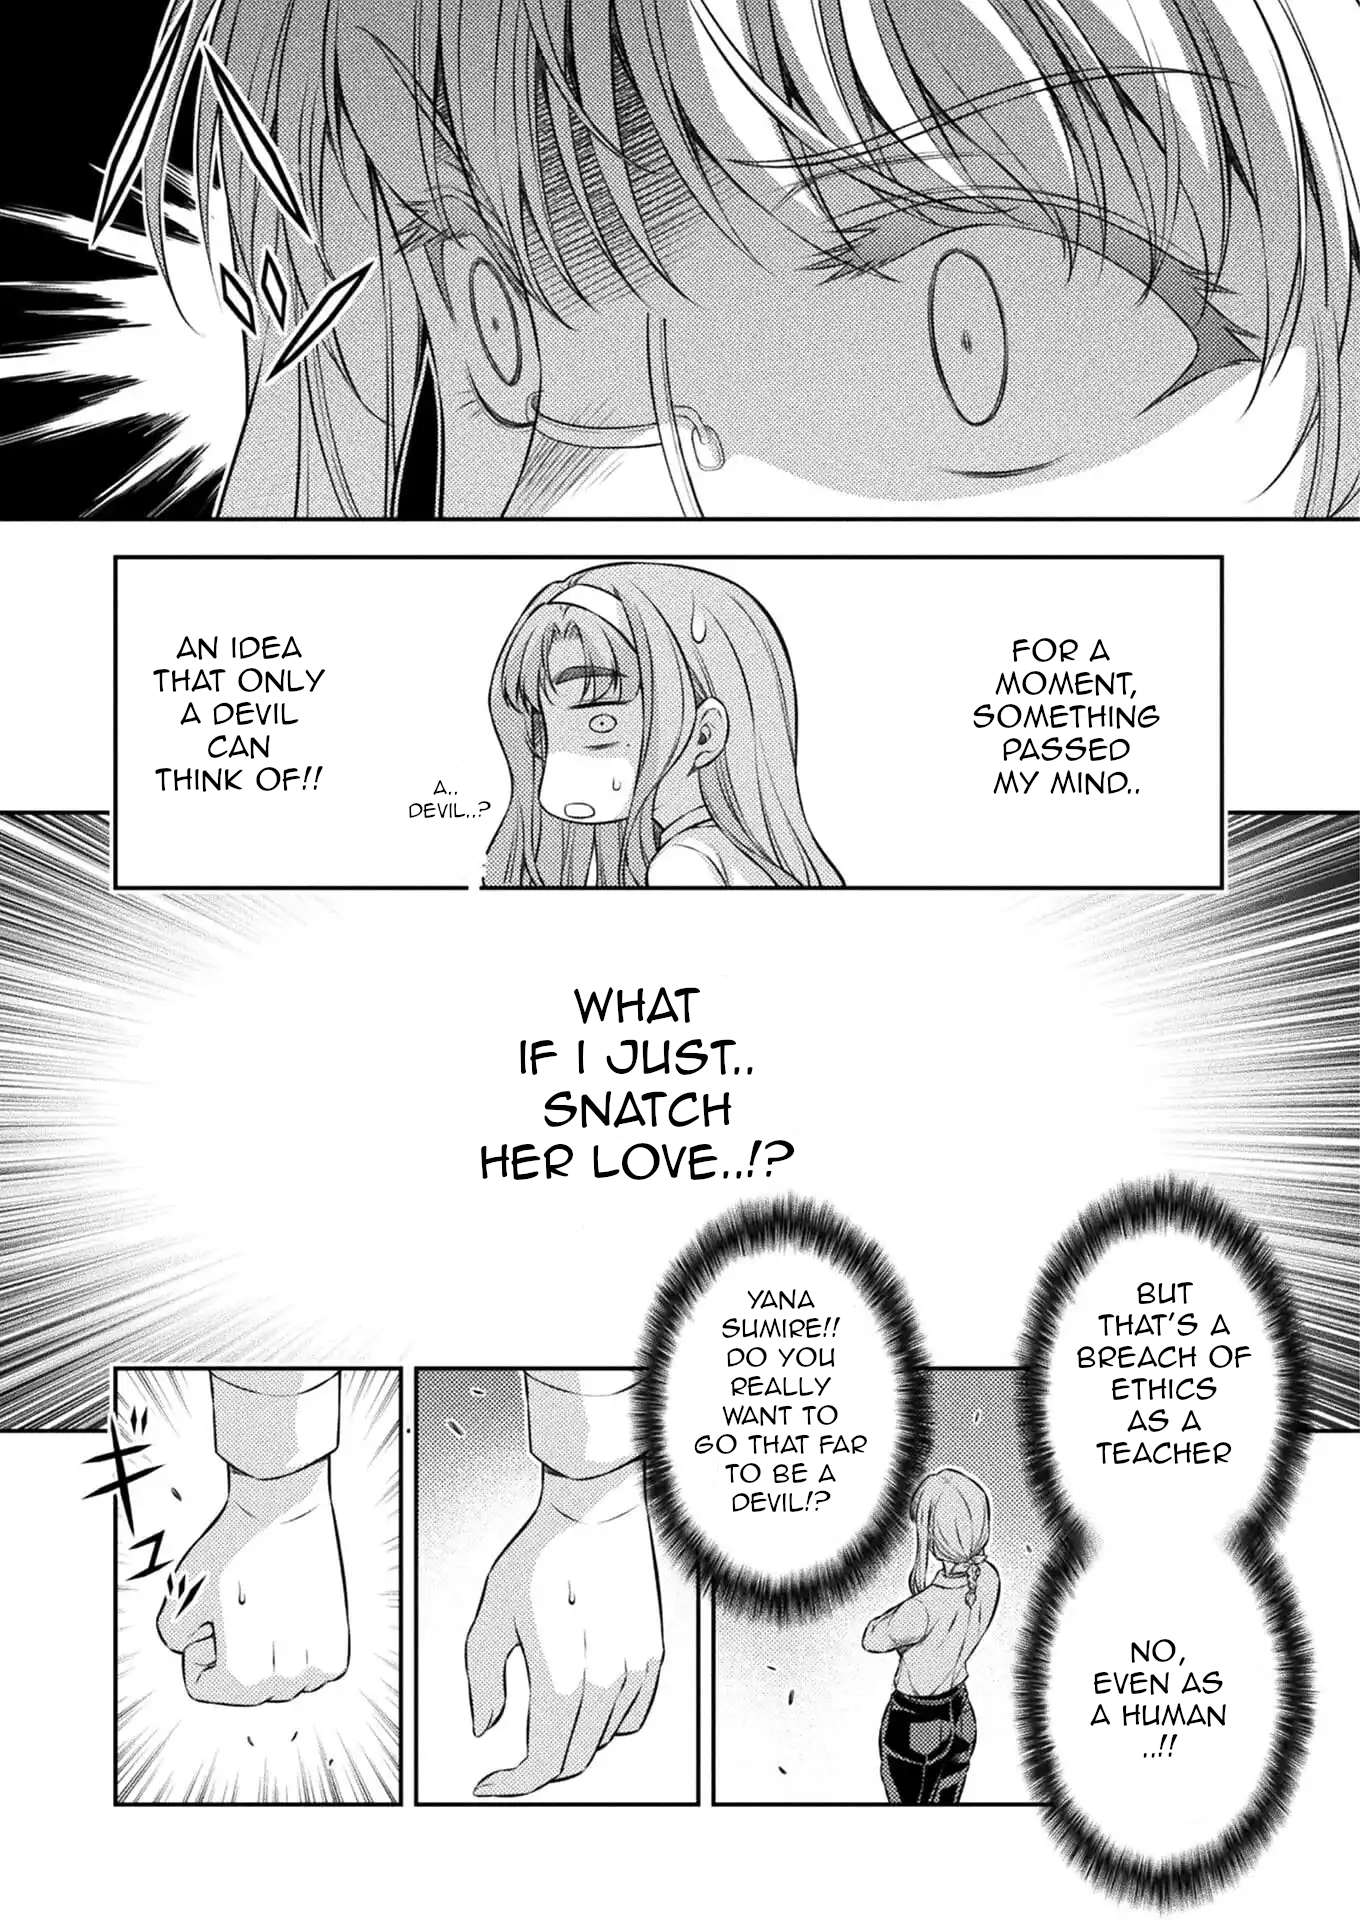 FOR A
MOMENT,
SOMETHING
PASSED
MY MIND..
A..
DEVIL..?
AN IDEA
THAT ONLY
A DEVIL
CAN
THINK OF!!
WHAT
IF I JUST..
SNATCH
HER LOVE..!?
BUT
THAT'S A
BREACH OF
ETHICS
AS A
TEACHER
NO,
EVEN AS
A HUMAN
..!!
YANA
SUMIRE!!
DO YOU
REALLY
WANT TO
GO THAT FAR
TO BE A
DEVIL!?
ギュッ